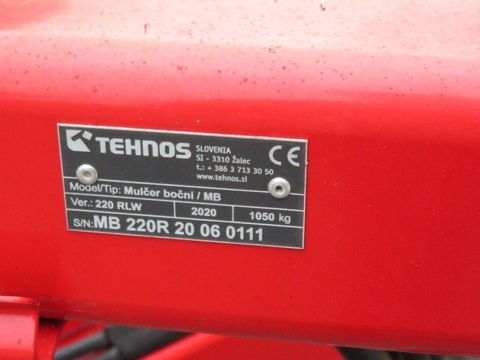 TEHNOS
SLOVENIA
SI - 3310 Žalec
t.: + 386 3 713 30 50
www.tehnos.si
CE
Model/Tip: Mulčer bočni / MB
Ver.: 220 RLW 2020 1050 kg
S/N: MB 220R 20 06 0111